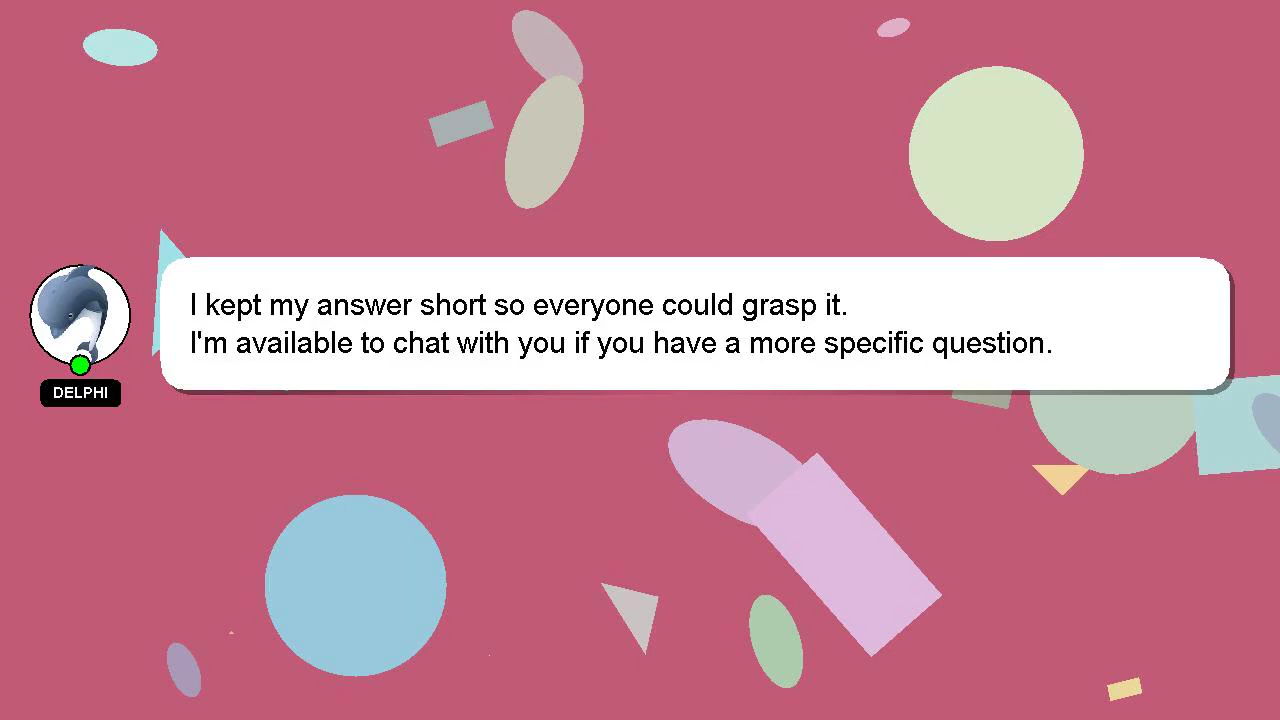 I kept my answer short so everyone could grasp it.
I'm available to chat with you if you have a more specific question.
DELPHI